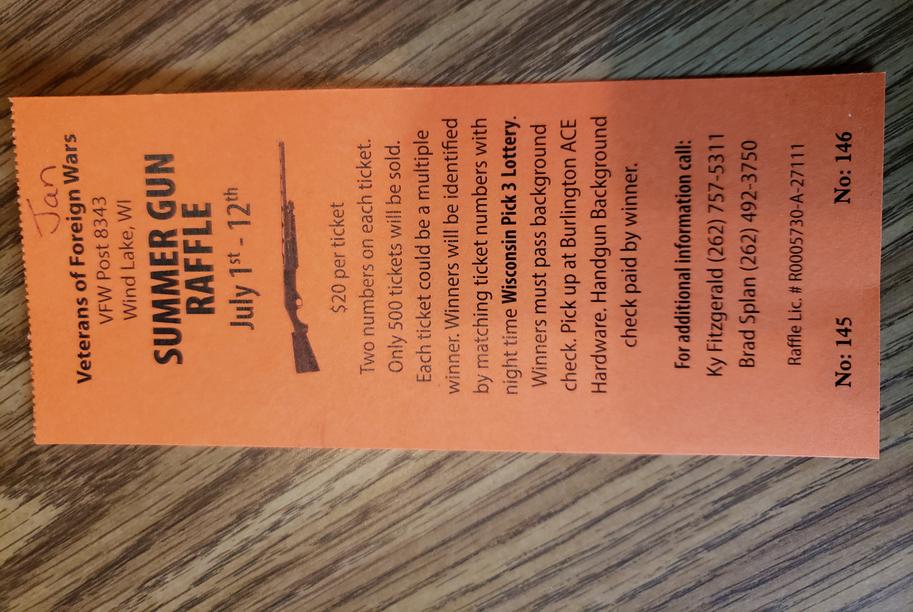 Jan
Veterans of Foreign Wars
VFW Post 8343
Wind Lake, WI
SUMMER GUN
RAFFLE
July 1st - 12th
$20 per ticket
Two numbers on each ticket.
Only 500 tickets will be sold.
Each ticket could be a multiple
winner. Winners will be identified
by matching ticket numbers with
night time Wisconsin Pick 3 Lottery.
Winners must pass background
check. Pick up at Burlington ACE
Hardware. Handgun Background
check paid by winner.
For additional information call:
Ky Fitzgerald (262) 757-5311
Brad Splan (262) 492-3750
Raffle Lic. # R0005730-A-27111
No: 145 No: 146